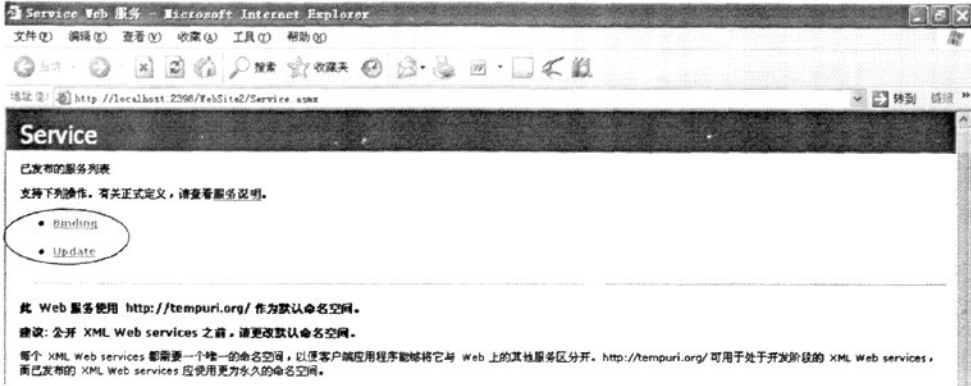 Service Web 服务 - Microsoft Internet Explorer
文件(F) 编辑(E) 查看(V) 收藏(A) 工具(T) 帮助(H)
后退 搜索 收藏夹
地址(D) http://localhost:2398/WebSite2/Service.asmx 转到 链接 »
Service
已发布的服务列表
支持下列操作。有关正式定义,请查看服务说明。
• Binding
• Update
此 Web 服务使用 http://tempuri.org/ 作为默认命名空间。
建议: 公开 XML Web services 之前,请更改默认命名空间。
每个 XML Web services 都需要一个唯一的命名空间,以便客户端应用程序能够将它与 Web 上的其他服务区分开。http://tempuri.org/ 可用于处于开发阶段的 XML Web services,
而已发布的 XML Web services 应使用更为永久的命名空间。